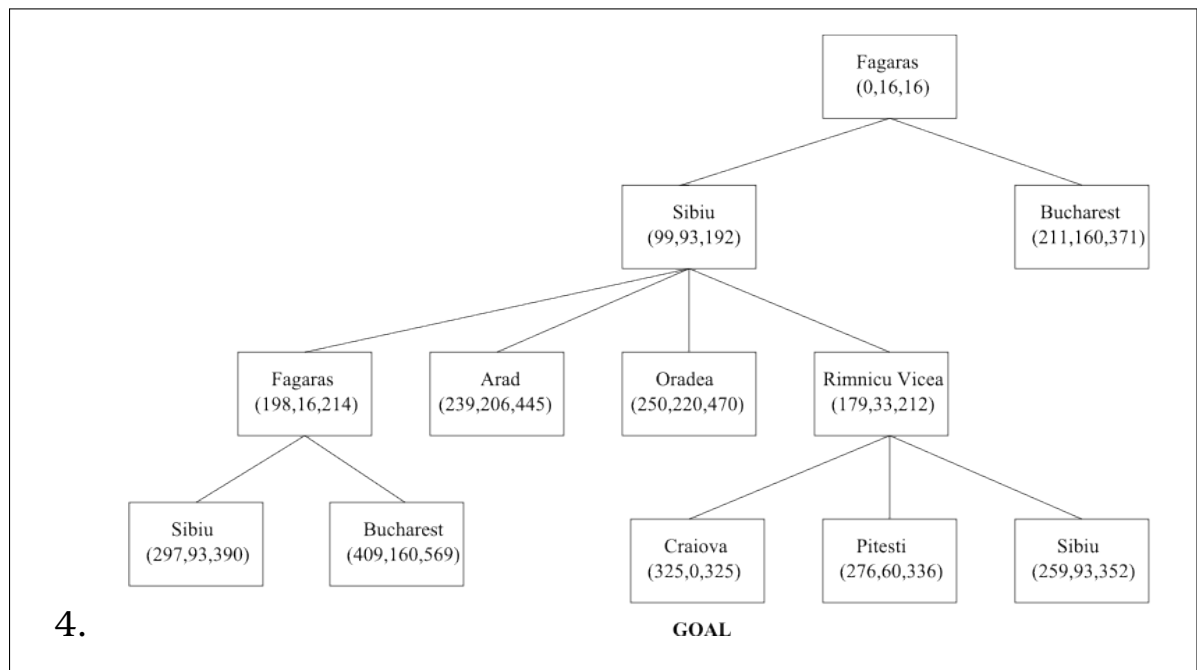 Fagaras
(0,16,16)
Sibiu
(99,93,192)
Bucharest
(211,160,371)
Fagaras
(198,16,214)
Arad
(239,206,445)
Oradea
(250,220,470)
Rimnicu Vicea
(179,33,212)
Sibiu
(297,93,390)
Bucharest
(409,160,569)
Craiova
(325,0,325)
Pitesti
(276,60,336)
Sibiu
(259,93,352)
4.
GOAL